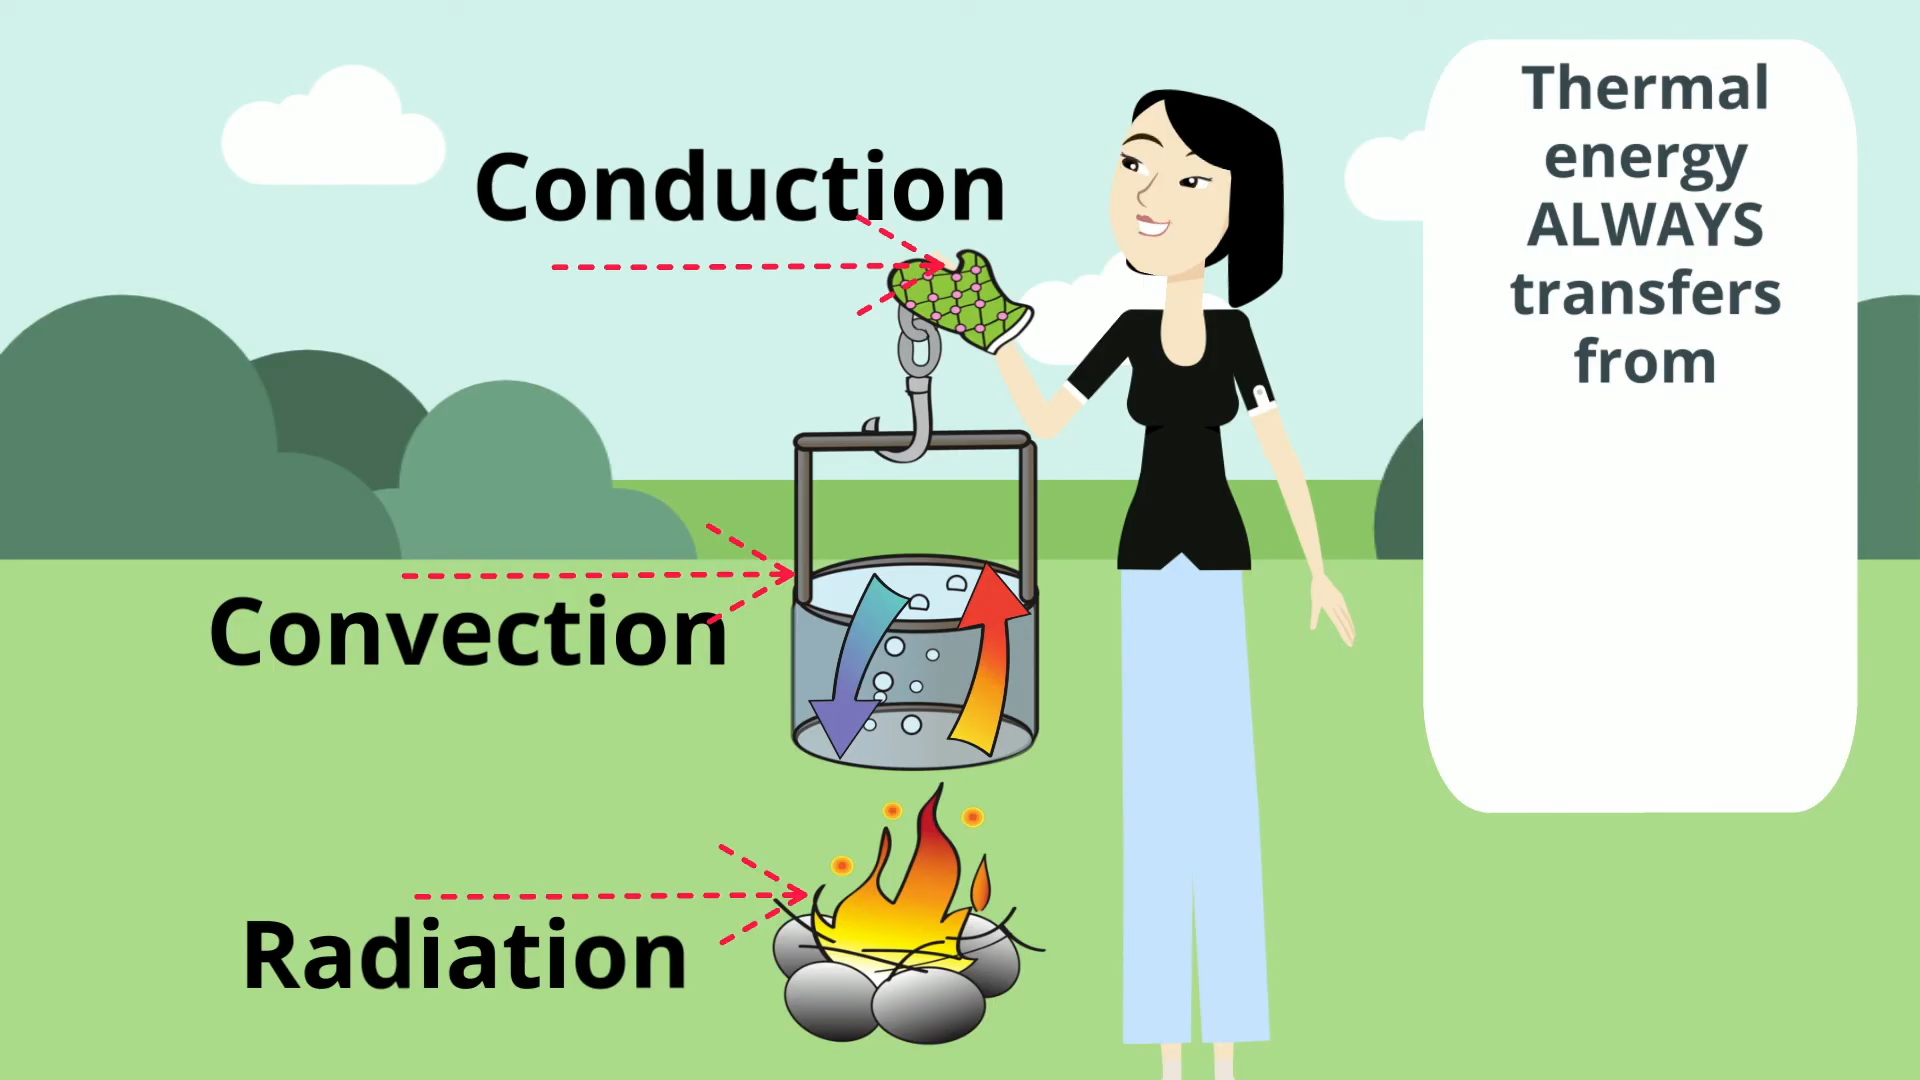 Conduction
Convection
Radiation
Thermal
energy
ALWAYS
transfers
from